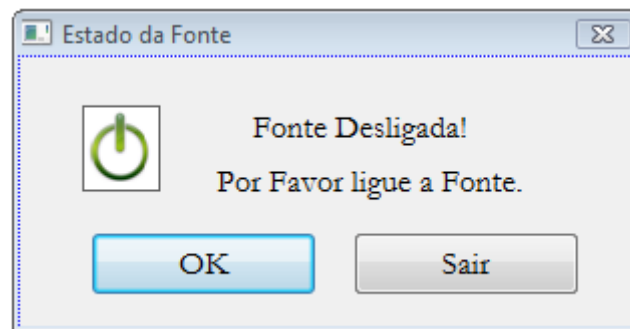 Estado da Fonte
Fonte Desligada!
Por Favor ligue a Fonte.
OK
Sair